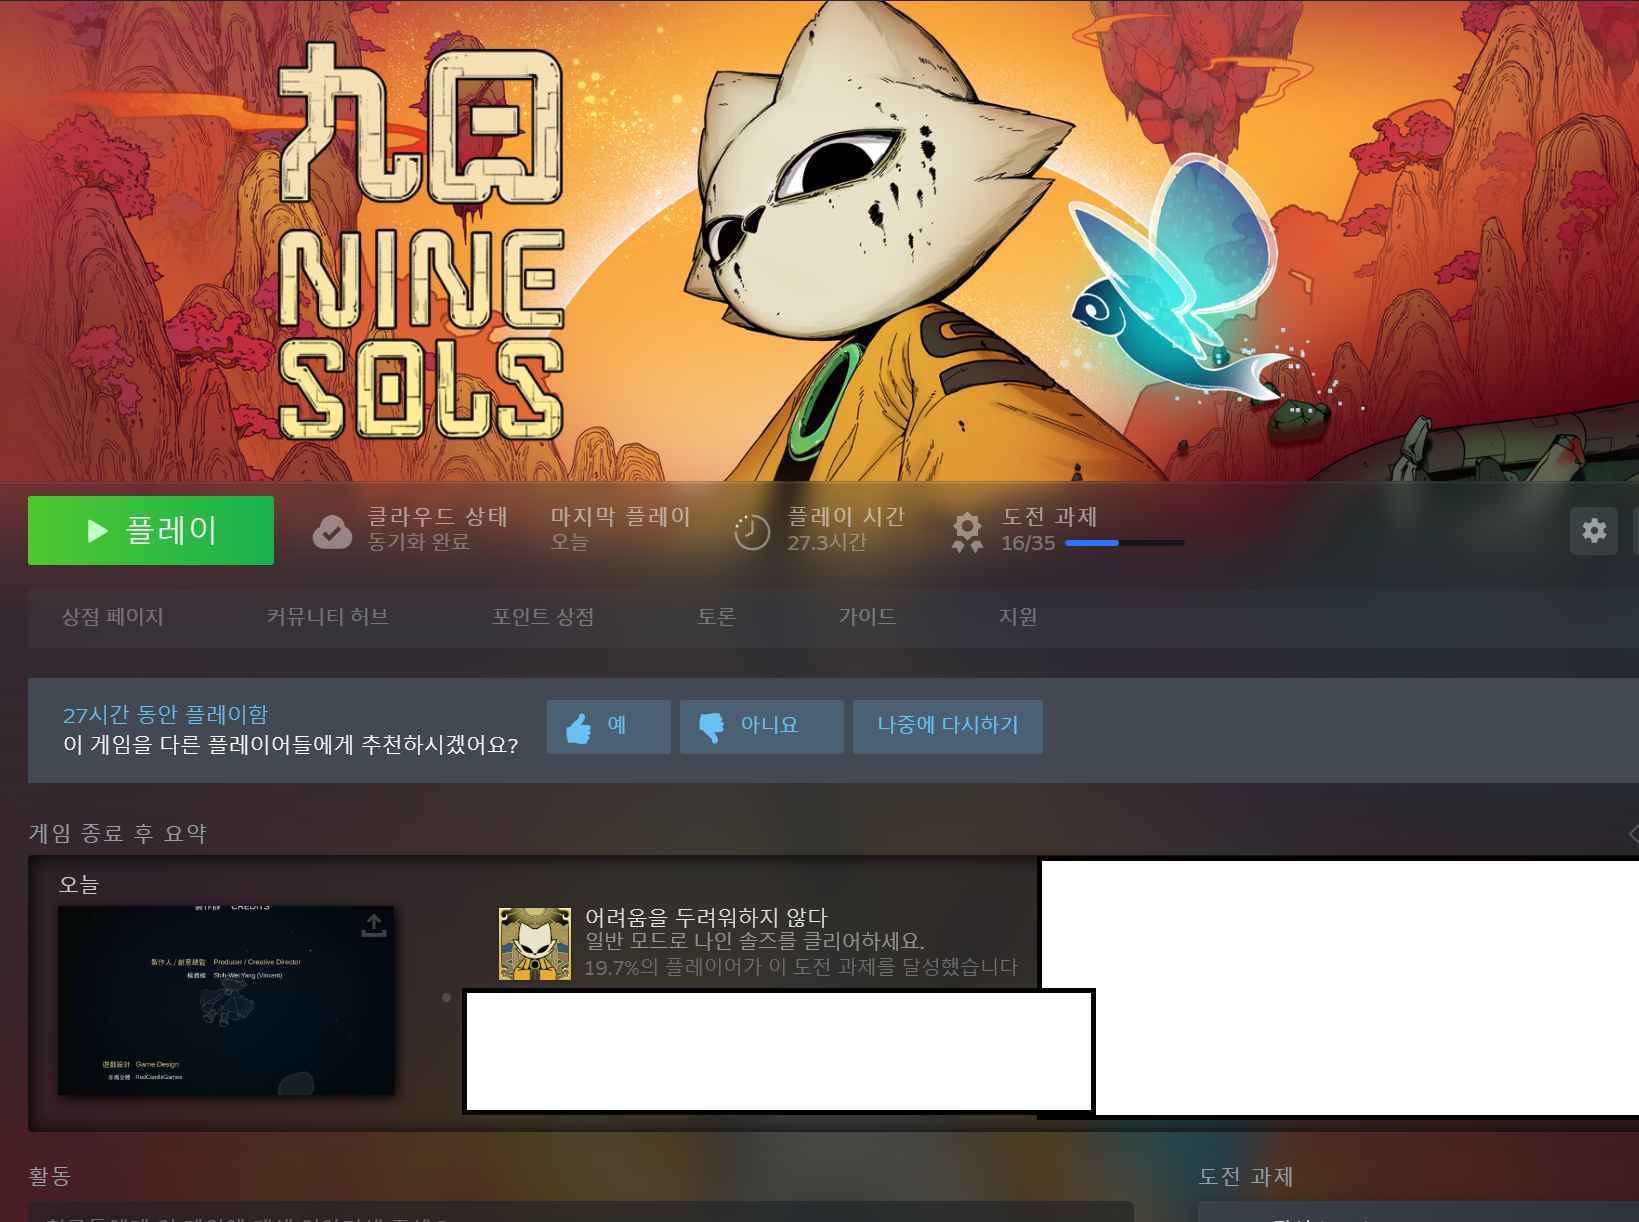 九日
NINE
SOLS
플레이
클라우드 상태
동기화 완료
마지막 플레이
오늘
플레이 시간
27.3시간
도전 과제
16/35
상점 페이지
커뮤니티 허브
포인트 상점
토론
가이드
지원
27시간 동안 플레이함
이 게임을 다른 플레이어들에게 추천하시겠어요?
예
아니요
나중에 다시하기
게임 종료 후 요약
오늘
CREDITS
製作人 / 創意總監 Producer / Creative Director
楊適維 Shih-Wei Yang (Vincent)
遊戲設計 Game Design
赤燭全體 RedCandleGames
어려움을 두려워하지 않다
일반 모드로 나인 솔즈를 클리어하세요.
19.7%의 플레이어가 이 도전 과제를 달성했습니다
활동
도전 과제